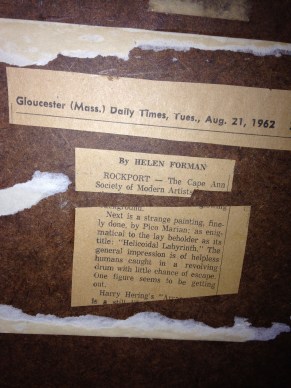 Gloucester (Mass.) Daily Times, Tues., Aug. 21, 1962
By HELEN FORMAN
ROCKPORT — The Cape Ann
Society of Modern Artists
Next is a strange painting, fine-
ly done, by Pico Marian: as enig-
matical to the lay beholder as its
title: "Helicoidal Labyrinth." The
general impression is of helpless
humans caught in a revolving
drum with little chance of escape.
One figure seems to be getting
out.
Harry Hering's
is a still